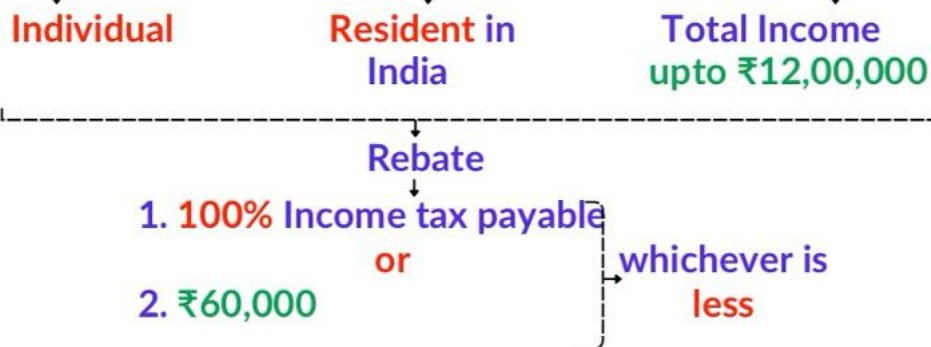 Individual Resident in Total Income
India upto ₹12,00,000
Rebate
1. 100% Income tax payable
or
whichever is
2. ₹60,000 less